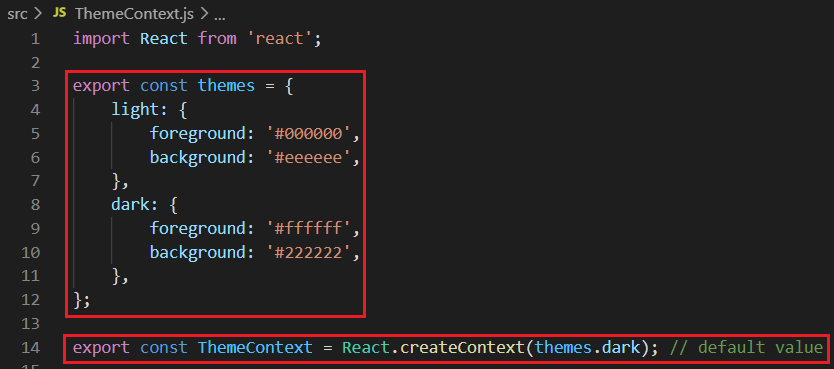 src > JS ThemeContext.js > ...
1 import React from 'react';
2
3 export const themes = {
4     light: {
5         foreground: '#000000',
6         background: '#eeeeee',
7     },
8     dark: {
9         foreground: '#ffffff',
10         background: '#222222',
11     },
12 };
13
14 export const ThemeContext = React.createContext(themes.dark); // default value
15